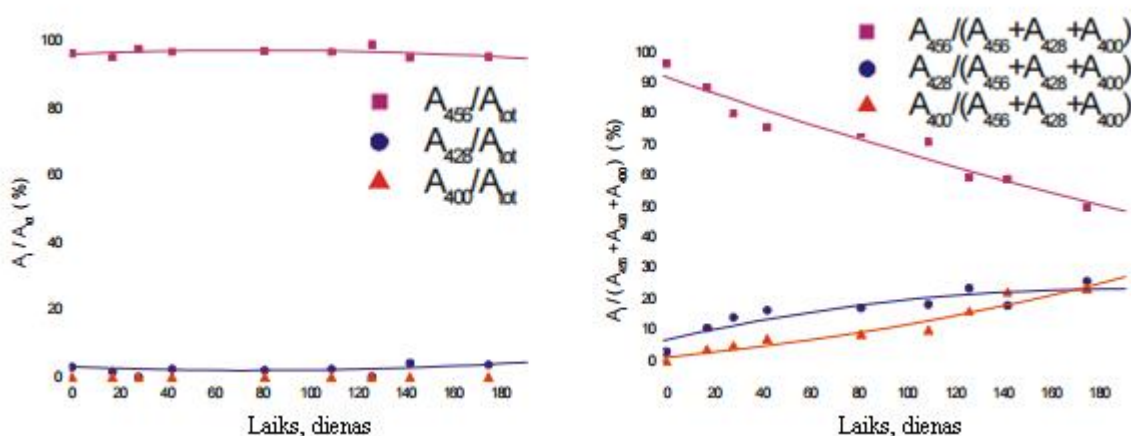 A₄₅₆/Aₜₒₜ
A₄₂₈/Aₜₒₜ
A₄₀₀/Aₜₒₜ
100
80
60
40
20
0
0 20 40 60 80 100 120 140 160 180
Laiks, dienas
A₄₅₆/(A₄₅₆+A₄₂₈+A₄₀₀)
A₄₂₈/(A₄₅₆+A₄₂₈+A₄₀₀)
A₄₀₀/(A₄₅₆+A₄₂₈+A₄₀₀)
Aᵢ / (A₄₅₆ + A₄₂₈ + A₄₀₀) (%)
100
90
80
70
60
50
40
30
20
10
0
0 20 40 60 80 100 120 140 160 180
Laiks, dienas